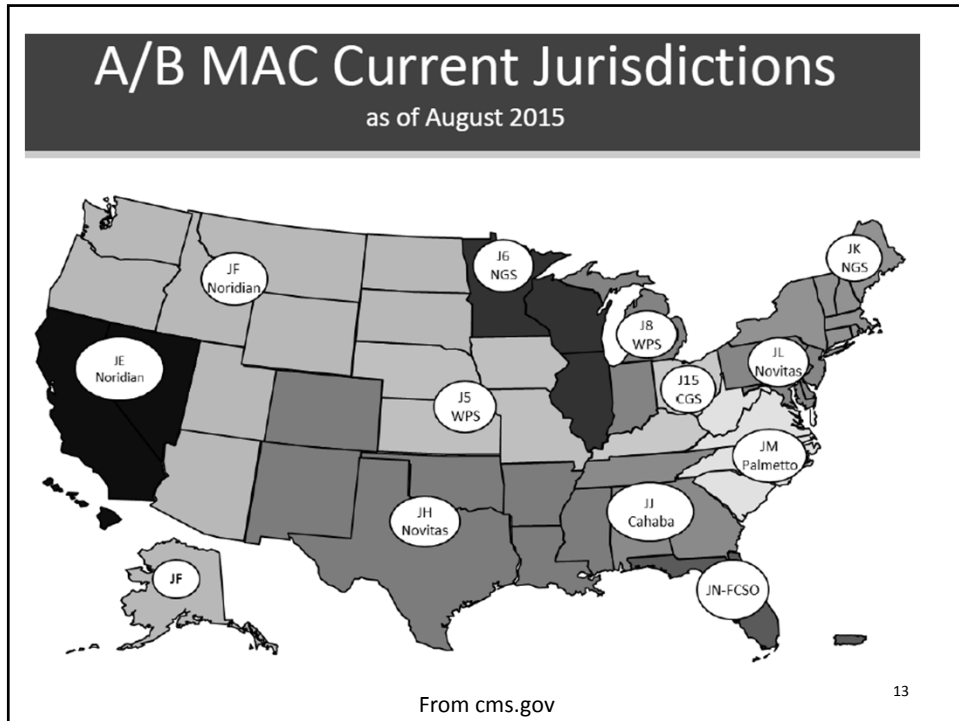 A/B MAC Current Jurisdictions
as of August 2015
JF
Noridian
J6
NGS
JK
NGS
J8
WPS
JE
Noridian
JL
Novitas
J15
CGS
J5
WPS
JM
Palmetto
JH
Novitas
JJ
Cahaba
JF
JN-FCSO
From cms.gov
13